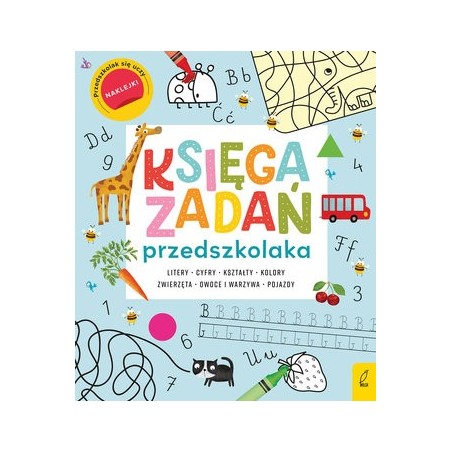 Przedszkolak się uczy
NAKLEJKI
Bb
Ćć
Dd
9
4
KSIĘGA
ZADAŃ
przedszkolaka
LITERY • CYFRY • KSZTAŁTY • KOLORY
ZWIERZĘTA • OWOCE I WARZYWA • POJAZDY
Ff
1
3
6
7
Uu